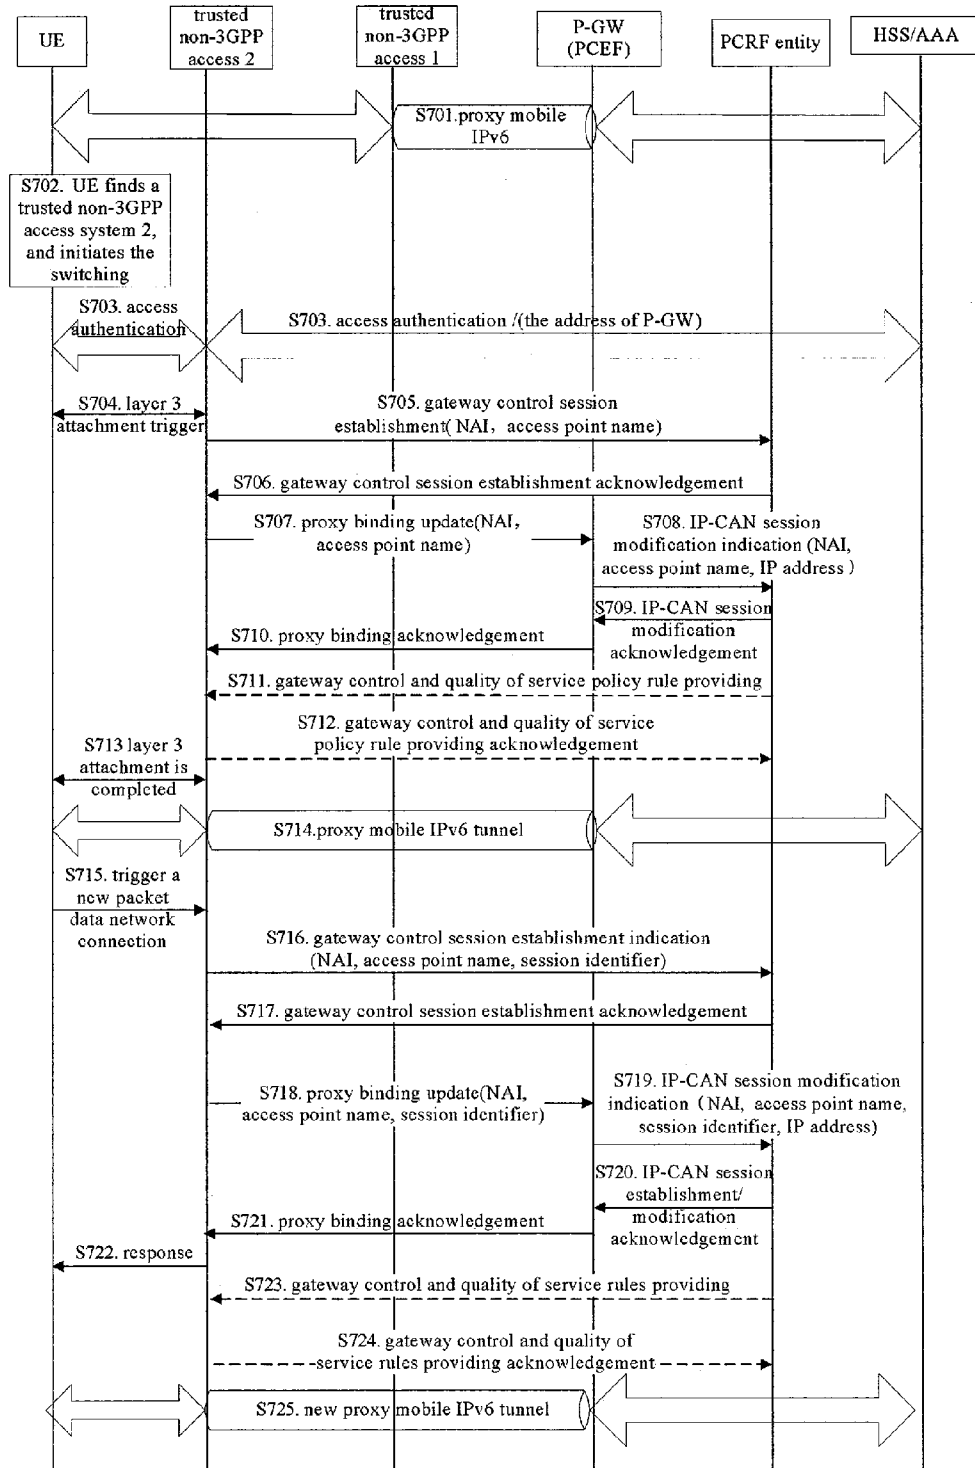 UE
trusted
non-3GPP
access 2
trusted
non-3GPP
access 1
P-GW
(PCEF)
PCRF entity
HSS/AAA
S701.proxy mobile
IPv6
S702. UE finds a
trusted non-3GPP
access system 2,
and initiates the
switching
S703. access
authentication
S703. access authentication /(the address of P-GW)
S704. layer 3
attachment trigger
S705. gateway control session
establishment( NAI, access point name)
S706. gateway control session establishment acknowledgement
S707. proxy binding update(NAI,
access point name)
S708. IP-CAN session
modification indication (NAI,
access point name, IP address )
S709. IP-CAN session
modification
acknowledgement
S710. proxy binding acknowledgement
S711. gateway control and quality of service policy rule providing
S712. gateway control and quality of service
policy rule providing acknowledgement
S713 layer 3
attachment is
completed
S714.proxy mobile IPv6 tunnel
S715. trigger a
new packet
data network
connection
S716. gateway control session establishment indication
(NAI, access point name, session identifier)
S717. gateway control session establishment acknowledgement
S718. proxy binding update(NAI,
access point name, session identifier)
S719. IP-CAN session modification
indication (NAI, access point name,
session identifier, IP address)
S720. IP-CAN session
establishment/
modification
acknowledgement
S721. proxy binding acknowledgement
S722. response
S723. gateway control and quality of service rules providing
S724. gateway control and quality of
service rules providing acknowledgement
S725. new proxy mobile IPv6 tunnel